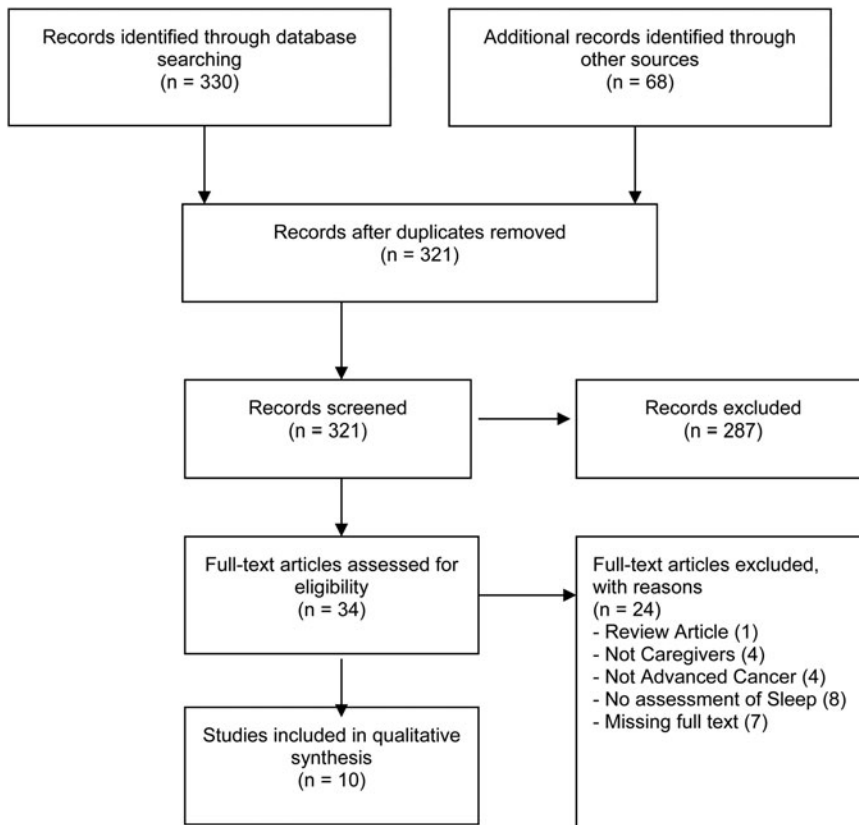 Records identified through database
searching
(n = 330)
Additional records identified through
other sources
(n = 68)
Records after duplicates removed
(n = 321)
Records screened
(n = 321)
Records excluded
(n = 287)
Full-text articles assessed for
eligibility
(n = 34)
Full-text articles excluded,
with reasons
(n = 24)
- Review Article (1)
- Not Caregivers (4)
- Not Advanced Cancer (4)
- No assessment of Sleep (8)
- Missing full text (7)
Studies included in qualitative
synthesis
(n = 10)